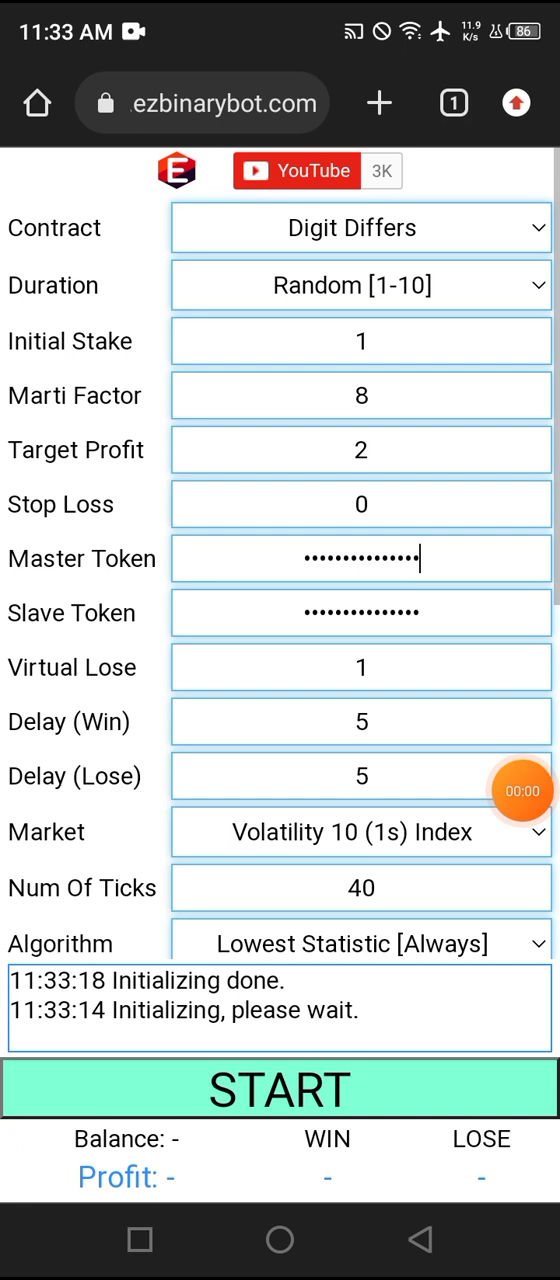 11:33 AM 11.9 K/s 86
.ezbinarybot.com 1
E YouTube 3K
Contract Digit Differs
Duration Random [1-10]
Initial Stake 1
Marti Factor 8
Target Profit 2
Stop Loss 0
Master Token •••••••••••••••
Slave Token •••••••••••••••
Virtual Lose 1
Delay (Win) 5
Delay (Lose) 5
00:00
Market Volatility 10 (1s) Index
Num Of Ticks 40
Algorithm Lowest Statistic [Always]
11:33:18 Initializing done.
11:33:14 Initializing, please wait.
START
Balance: - WIN LOSE
Profit: - - -